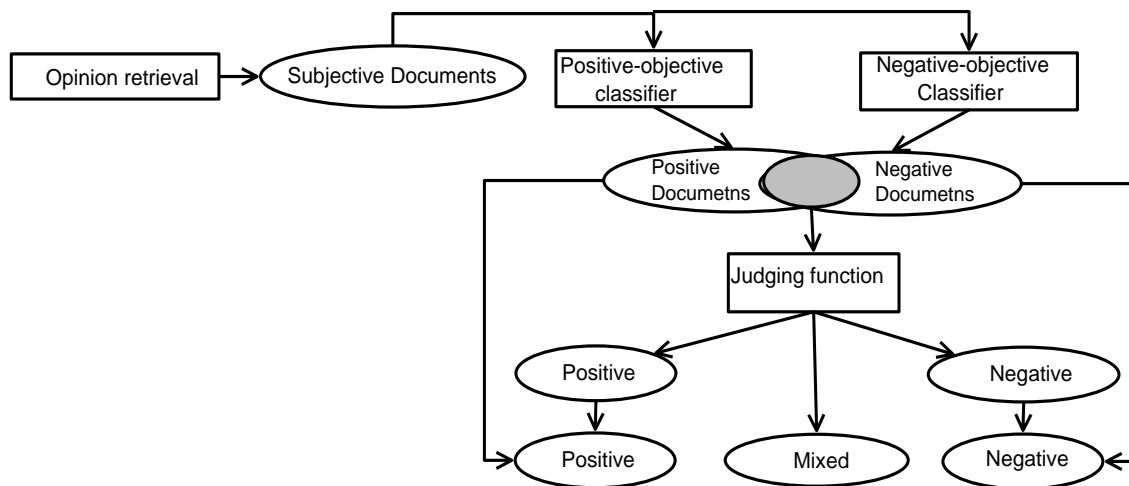 Opinion retrieval
Subjective Documents
Positive-objective
classifier
Negative-objective
Classifier
Positive
Documetns
Negative
Documetns
Judging function
Positive
Negative
Positive
Mixed
Negative